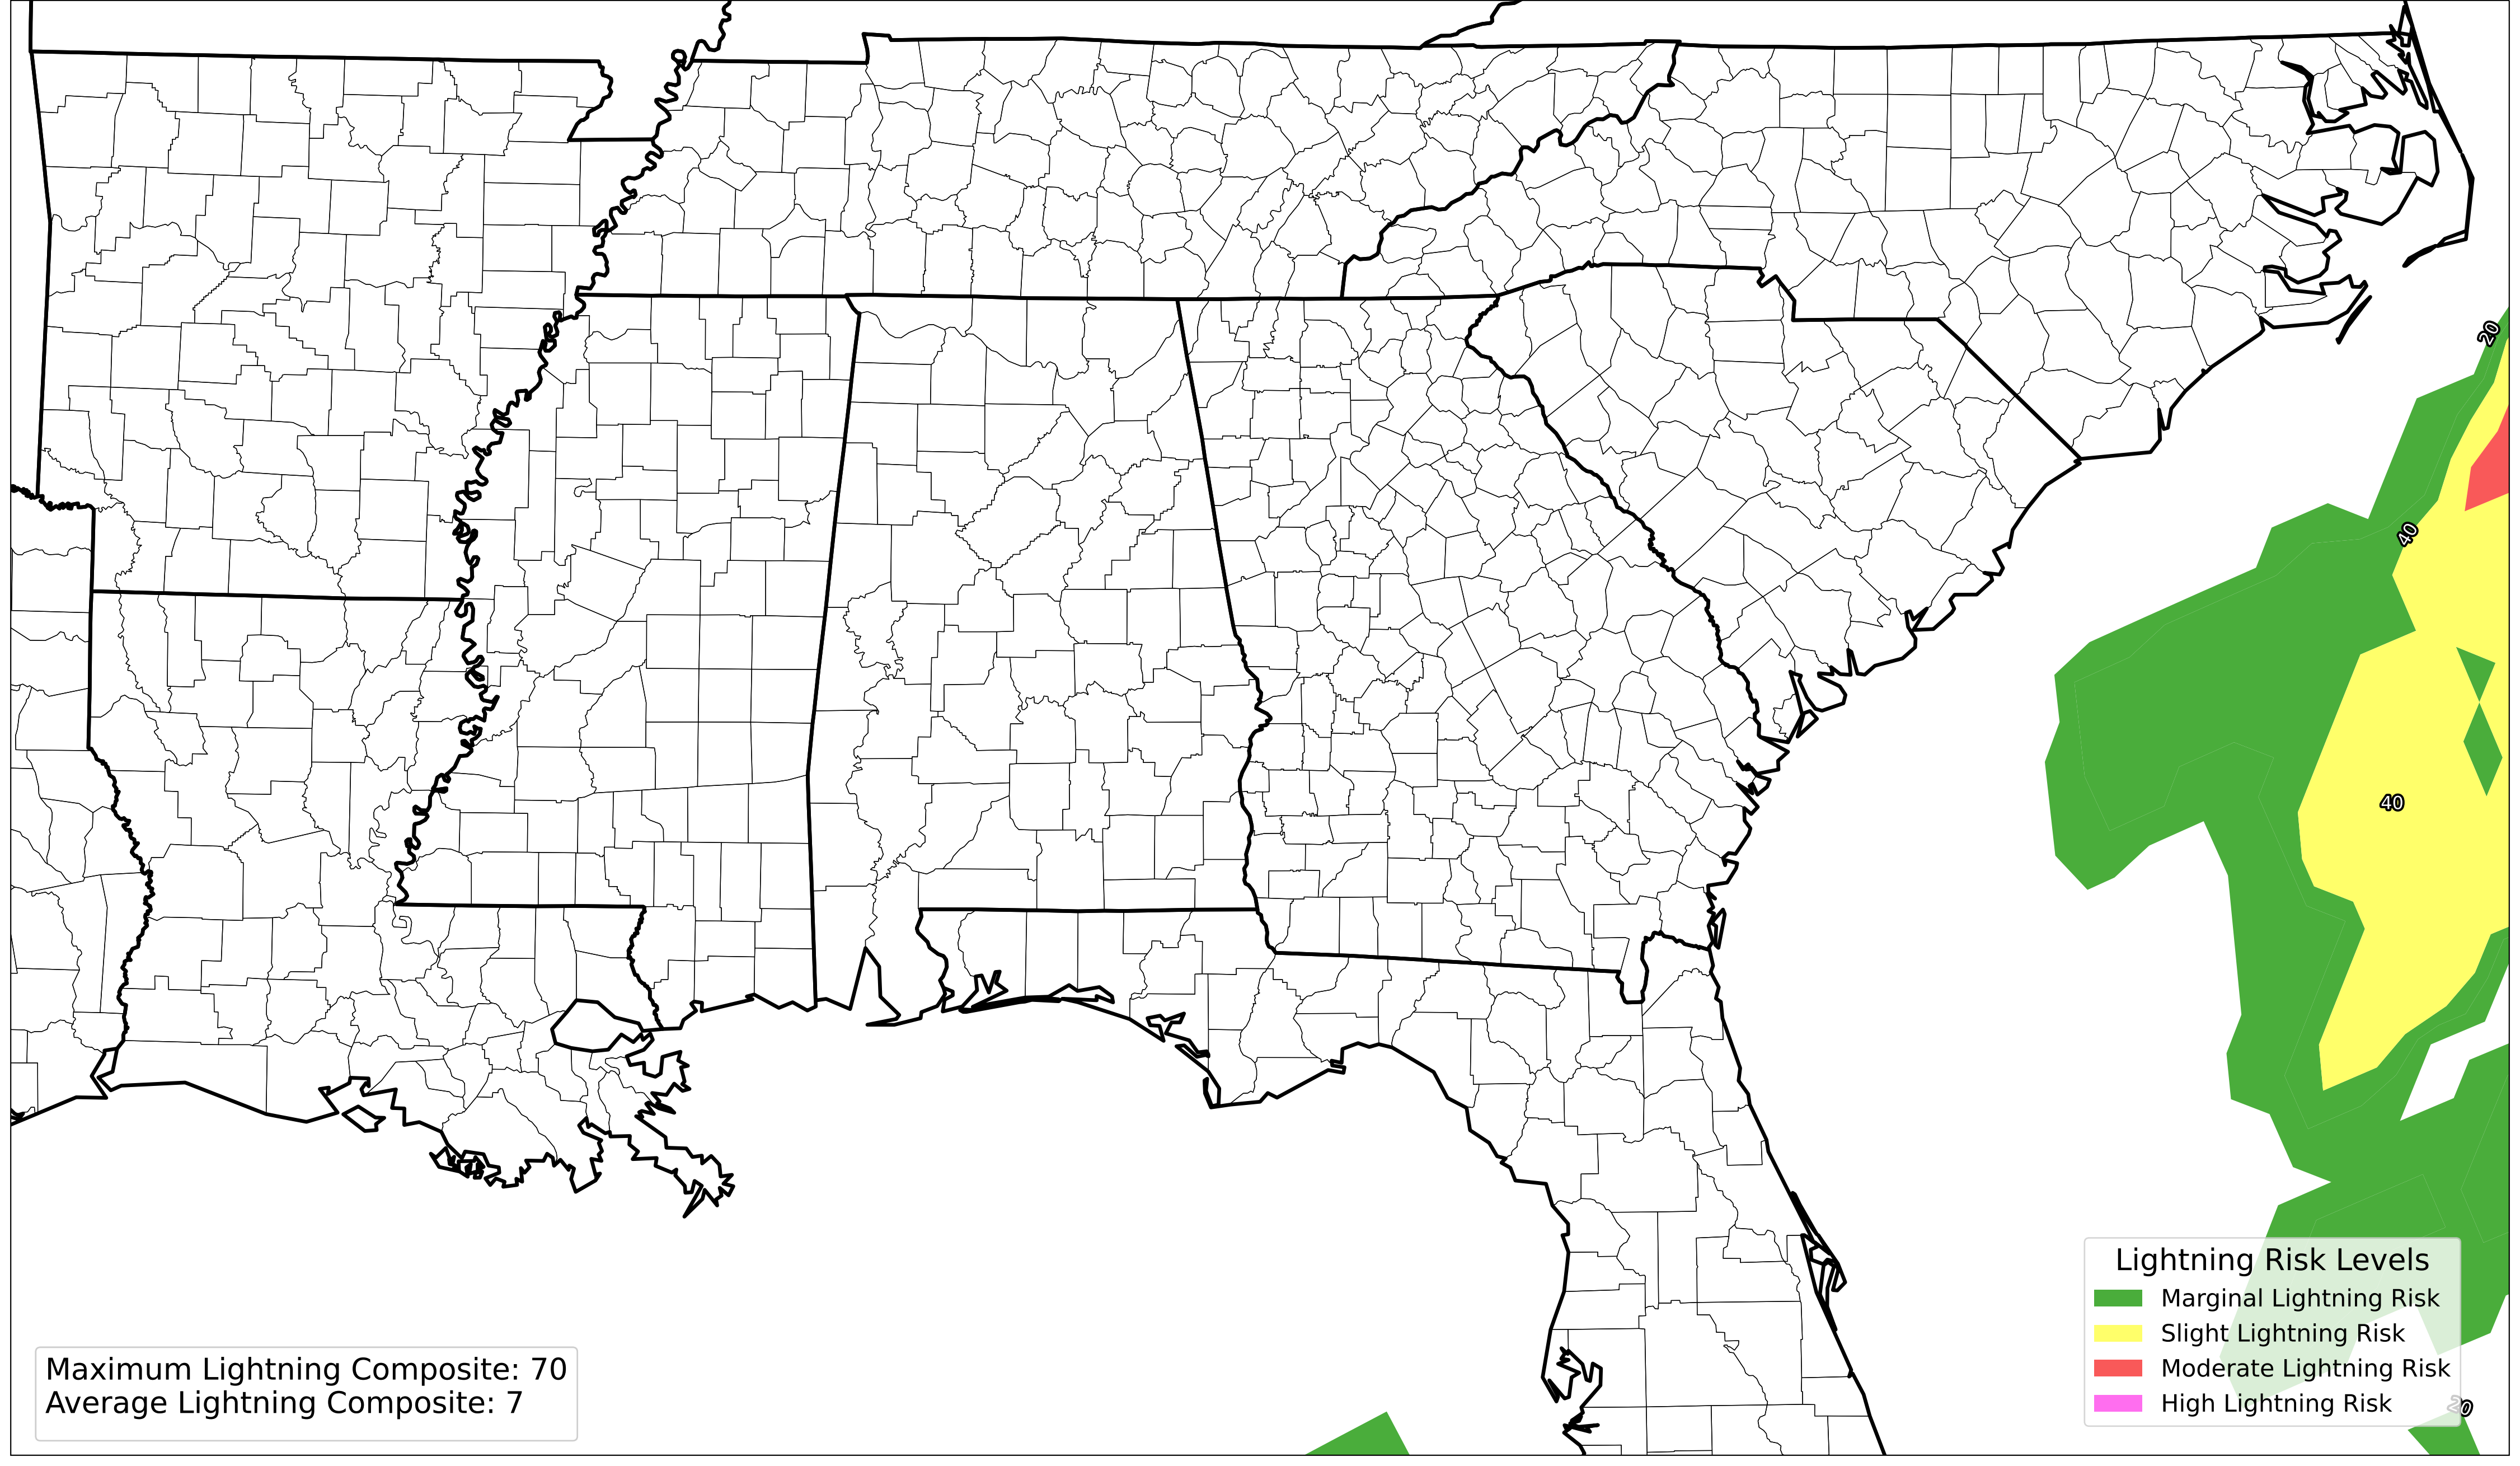 20
40
40
Lightning Risk Levels
Marginal Lightning Risk
Slight Lightning Risk
Moderate Lightning Risk
High Lightning Risk
20
Maximum Lightning Composite: 70
Average Lightning Composite: 7